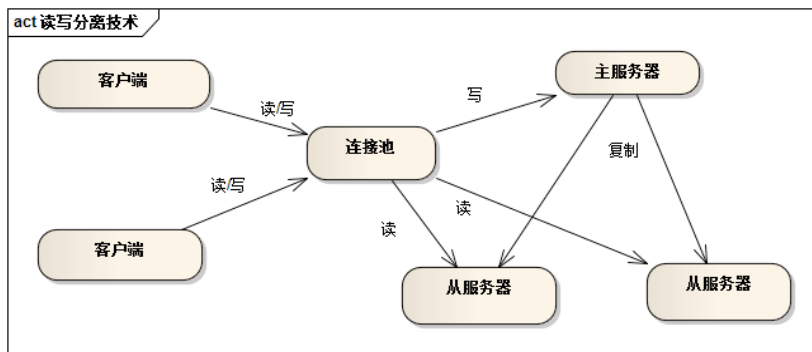 act 读写分离技术
客户端
主服务器
写
读/写
连接池
复制
读/写
读
读
客户端
从服务器
从服务器